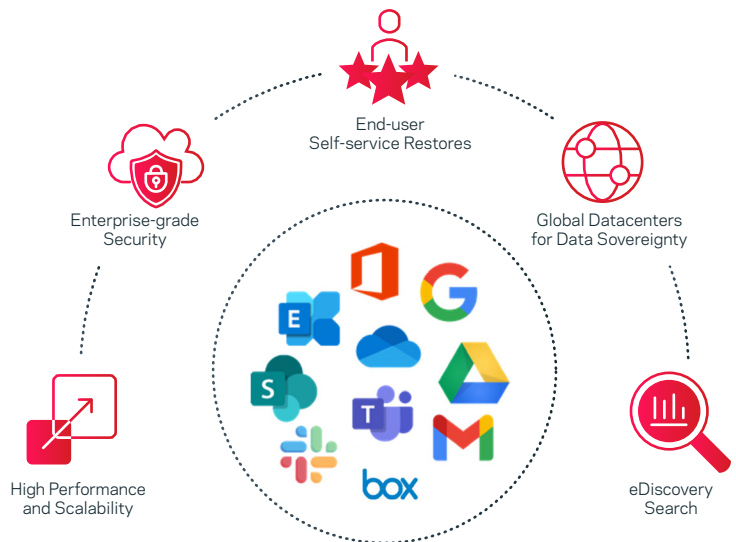 End-user
Self-service Restores
Enterprise-grade
Security
Global Datacenters
for Data Sovereignty
E
S
T
box
High Performance
and Scalability
eDiscovery
Search